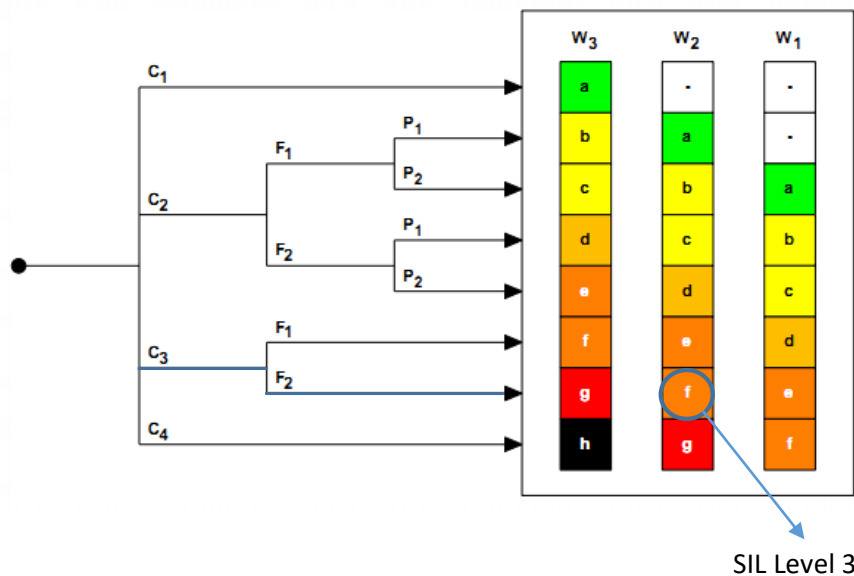 W3 W2 W1
C1 a - -
P1 b a -
F1
P2 c b a
C2
P1 d c b
F2
P2 e d c
F1 f e d
C3
F2 g f e
C4 h g f
SIL Level 3